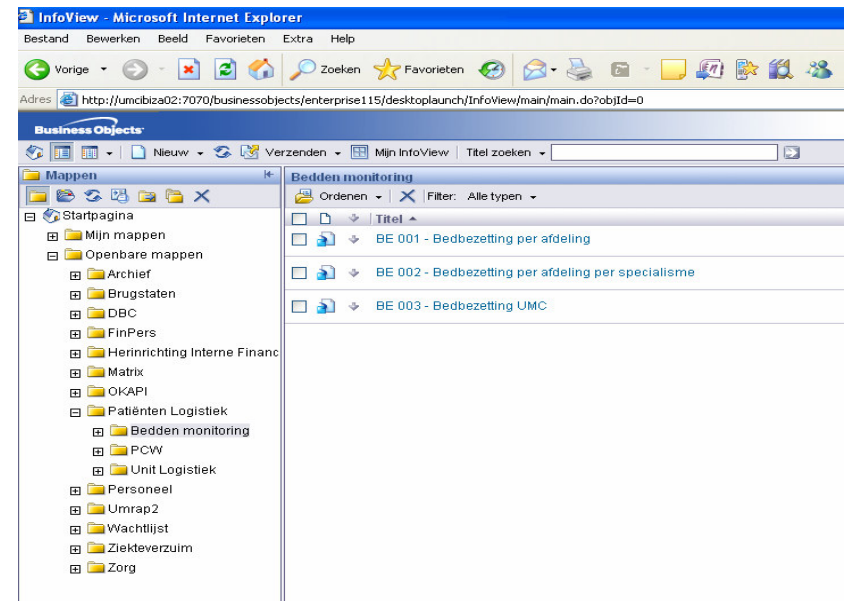 InfoView - Microsoft Internet Explorer
Bestand Bewerken Beeld Favorieten Extra Help
Vorige Zoeken Favorieten
Adres http://umcibiza02:7070/businessobjects/enterprise115/desktoplaunch/InfoView/main/main.do?objId=0
Business Objects
Nieuw Verzenden Mijn InfoView Titel zoeken
Mappen
Startpagina
Mijn mappen
Openbare mappen
Archief
Brugstaten
DBC
FinPers
Herinrichting Interne Financ
Matrix
OKAPI
Patiënten Logistiek
Bedden monitoring
PCW
Unit Logistiek
Personeel
Umrap2
Wachtlijst
Ziekteverzuim
Zorg
Bedden monitoring
Ordenen Filter: Alle typen
Titel
BE 001 - Bedbezetting per afdeling
BE 002 - Bedbezetting per afdeling per specialisme
BE 003 - Bedbezetting UMC